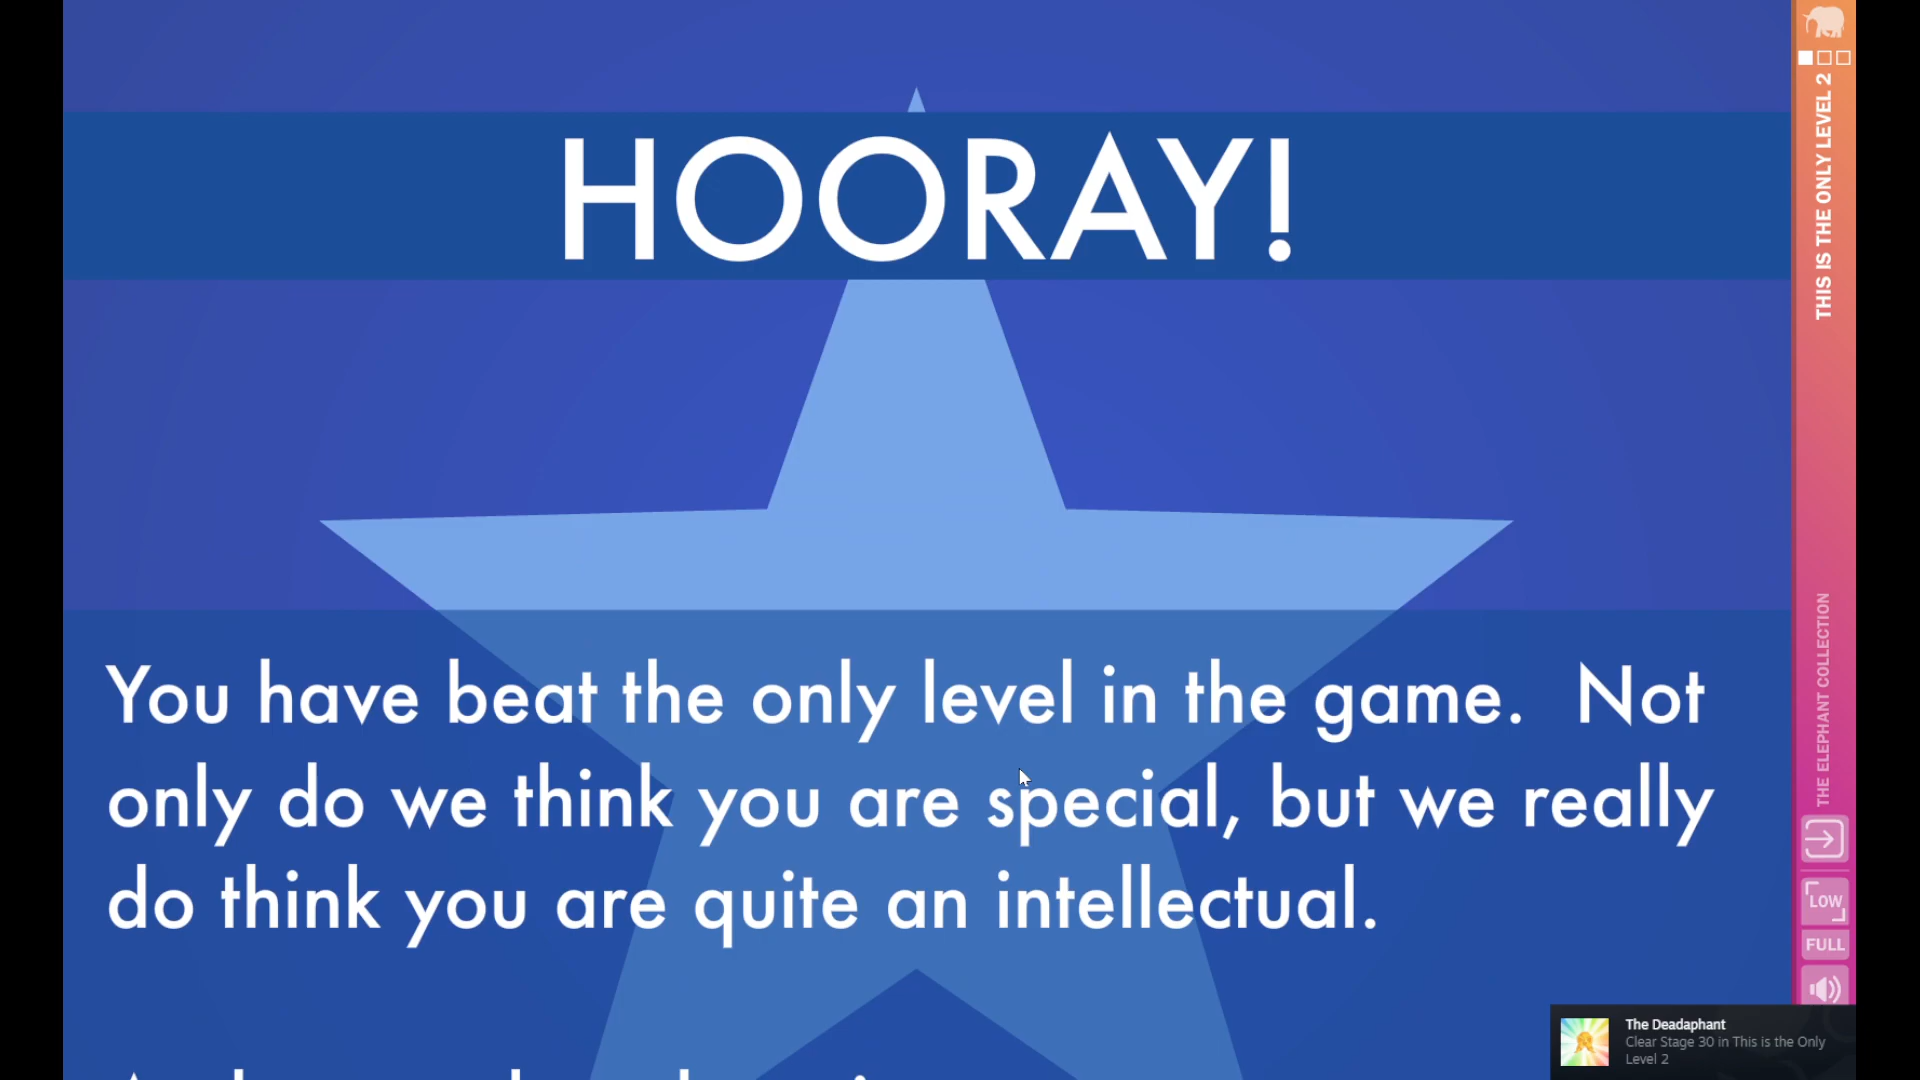 HOORAY!
You have beat the only level in the game.  Not
only do we think you are special, but we really
do think you are quite an intellectual.
THIS IS THE ONLY LEVEL 2
THE ELEPHANT COLLECTION
LOW
FULL
The Deadaphant
Clear Stage 30 in This is the Only
Level 2